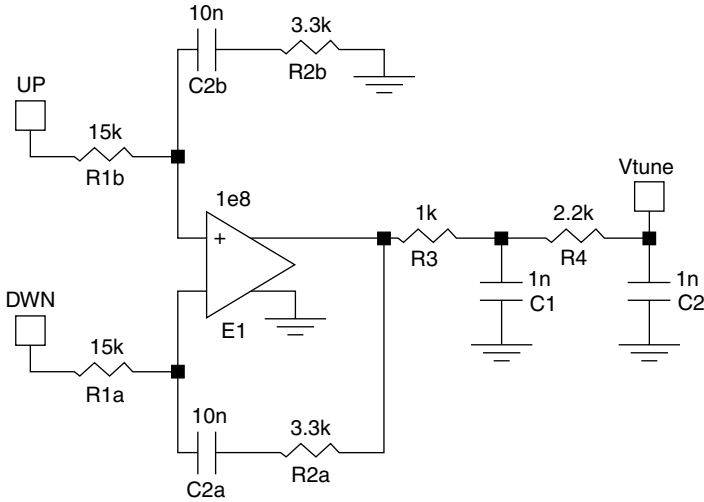 10n
3.3k
C2b
R2b
UP
15k
R1b
Vtune
1e8
+
1k
2.2k
R3
R4
1n
C1
1n
C2
DWN
E1
15k
R1a
10n
3.3k
C2a
R2a